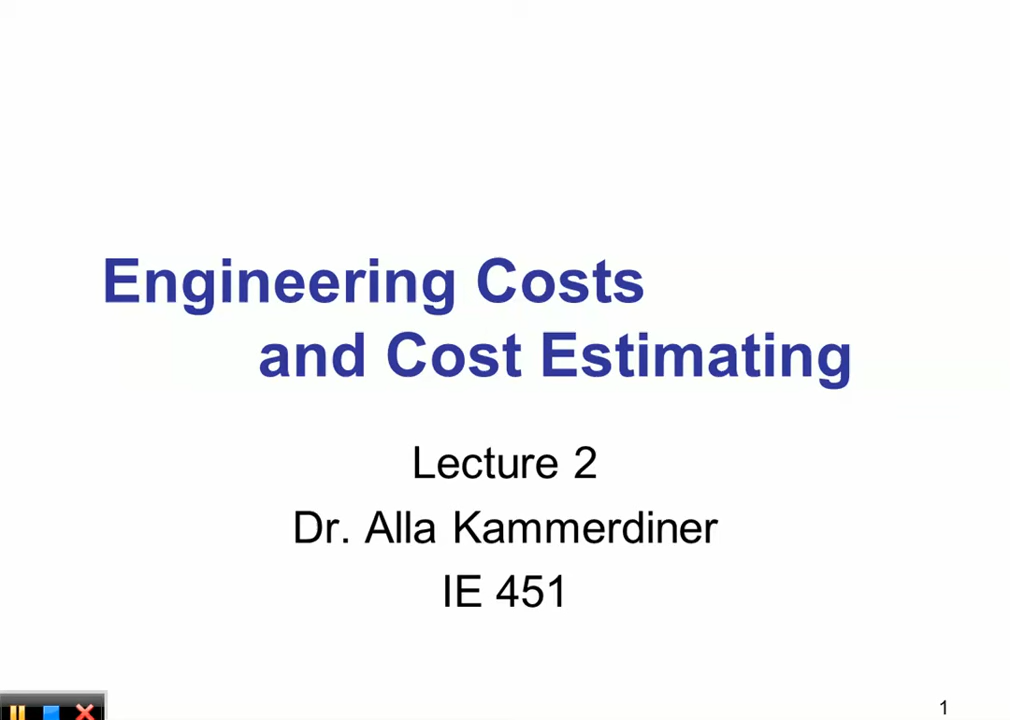 Engineering Costs
and Cost Estimating
Lecture 2
Dr. Alla Kammerdiner
IE 451
1